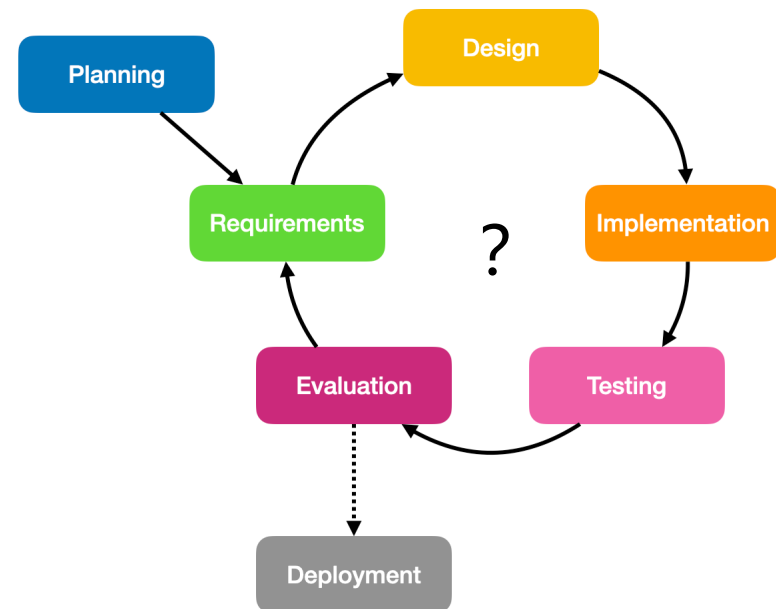 Planning
Design
Requirements
Implementation
?
Evaluation
Testing
Deployment